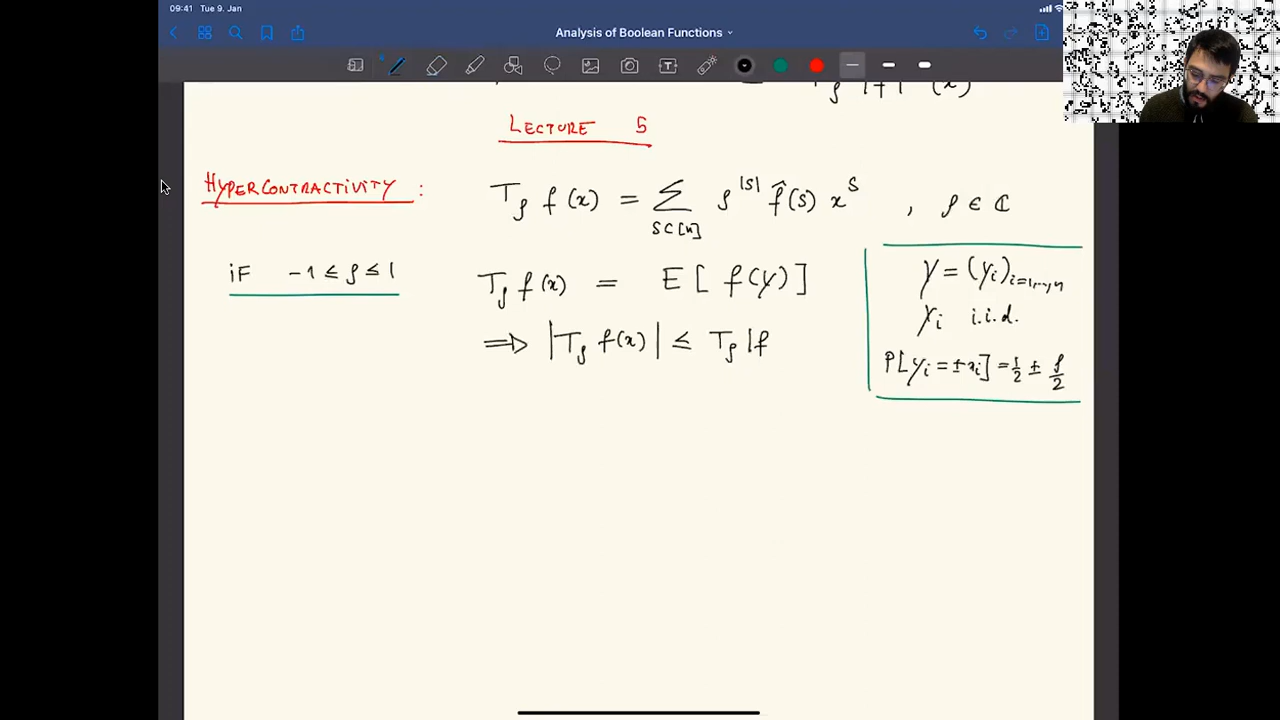 09:41 Tue 9. Jan
Analysis of Boolean Functions
T_ρ |f| (x)
LECTURE 5
HYPERCONTRACTIVITY : T_ρ f(x) = ∑_{S⊂[n]} ρ^{|S|} f̂(S) x^S , ρ ∈ ℂ
iF -1 ≤ ρ ≤ 1 T_ρ f(x) = E[ f(y) ]
⟹ |T_ρ f(x)| ≤ T_ρ |f
y = (y_i)_{i=1,...,n}
y_i i.i.d.
P[y_i = ±x_i] = 1/2 ± ρ/2